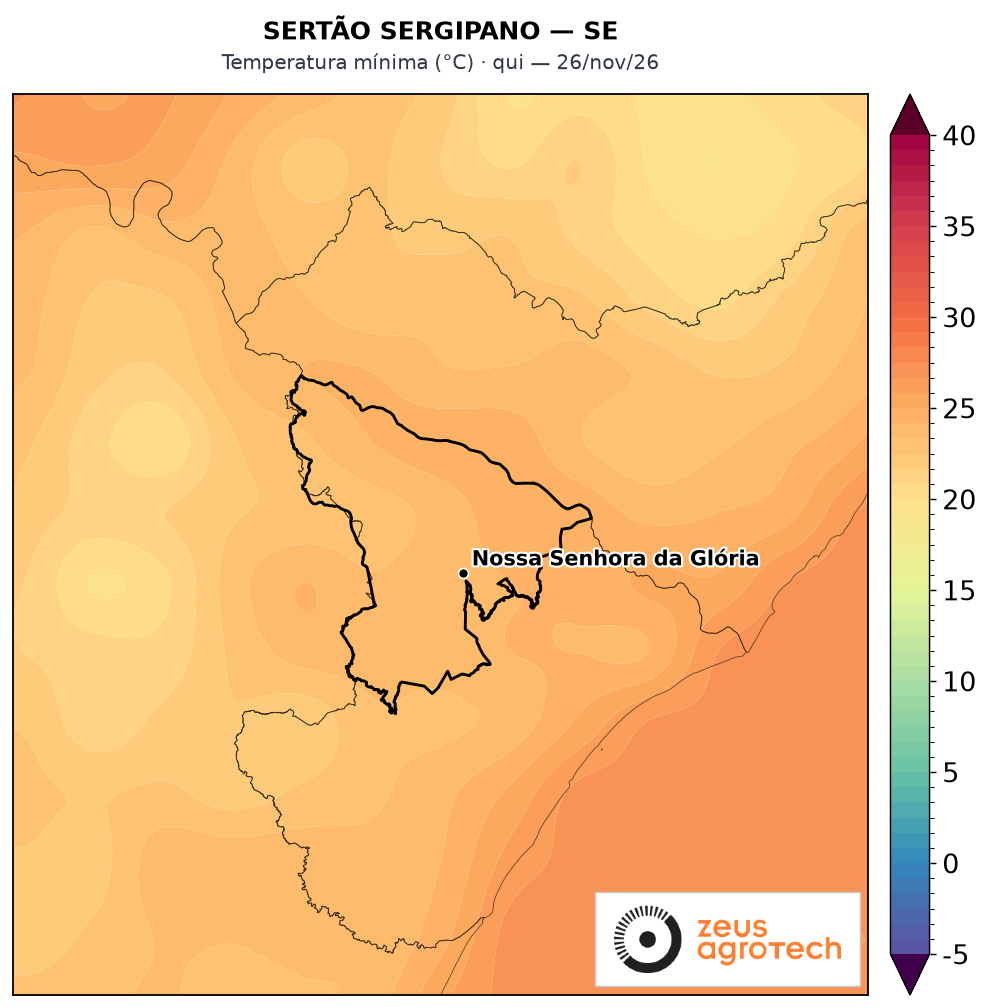 SERTÃO SERGIPANO — SE
Temperatura mínima (°C) · qui — 26/nov/26
40
35
30
25
20
15
10
5
0
-5
Nossa Senhora da Glória
zeus
agrotech